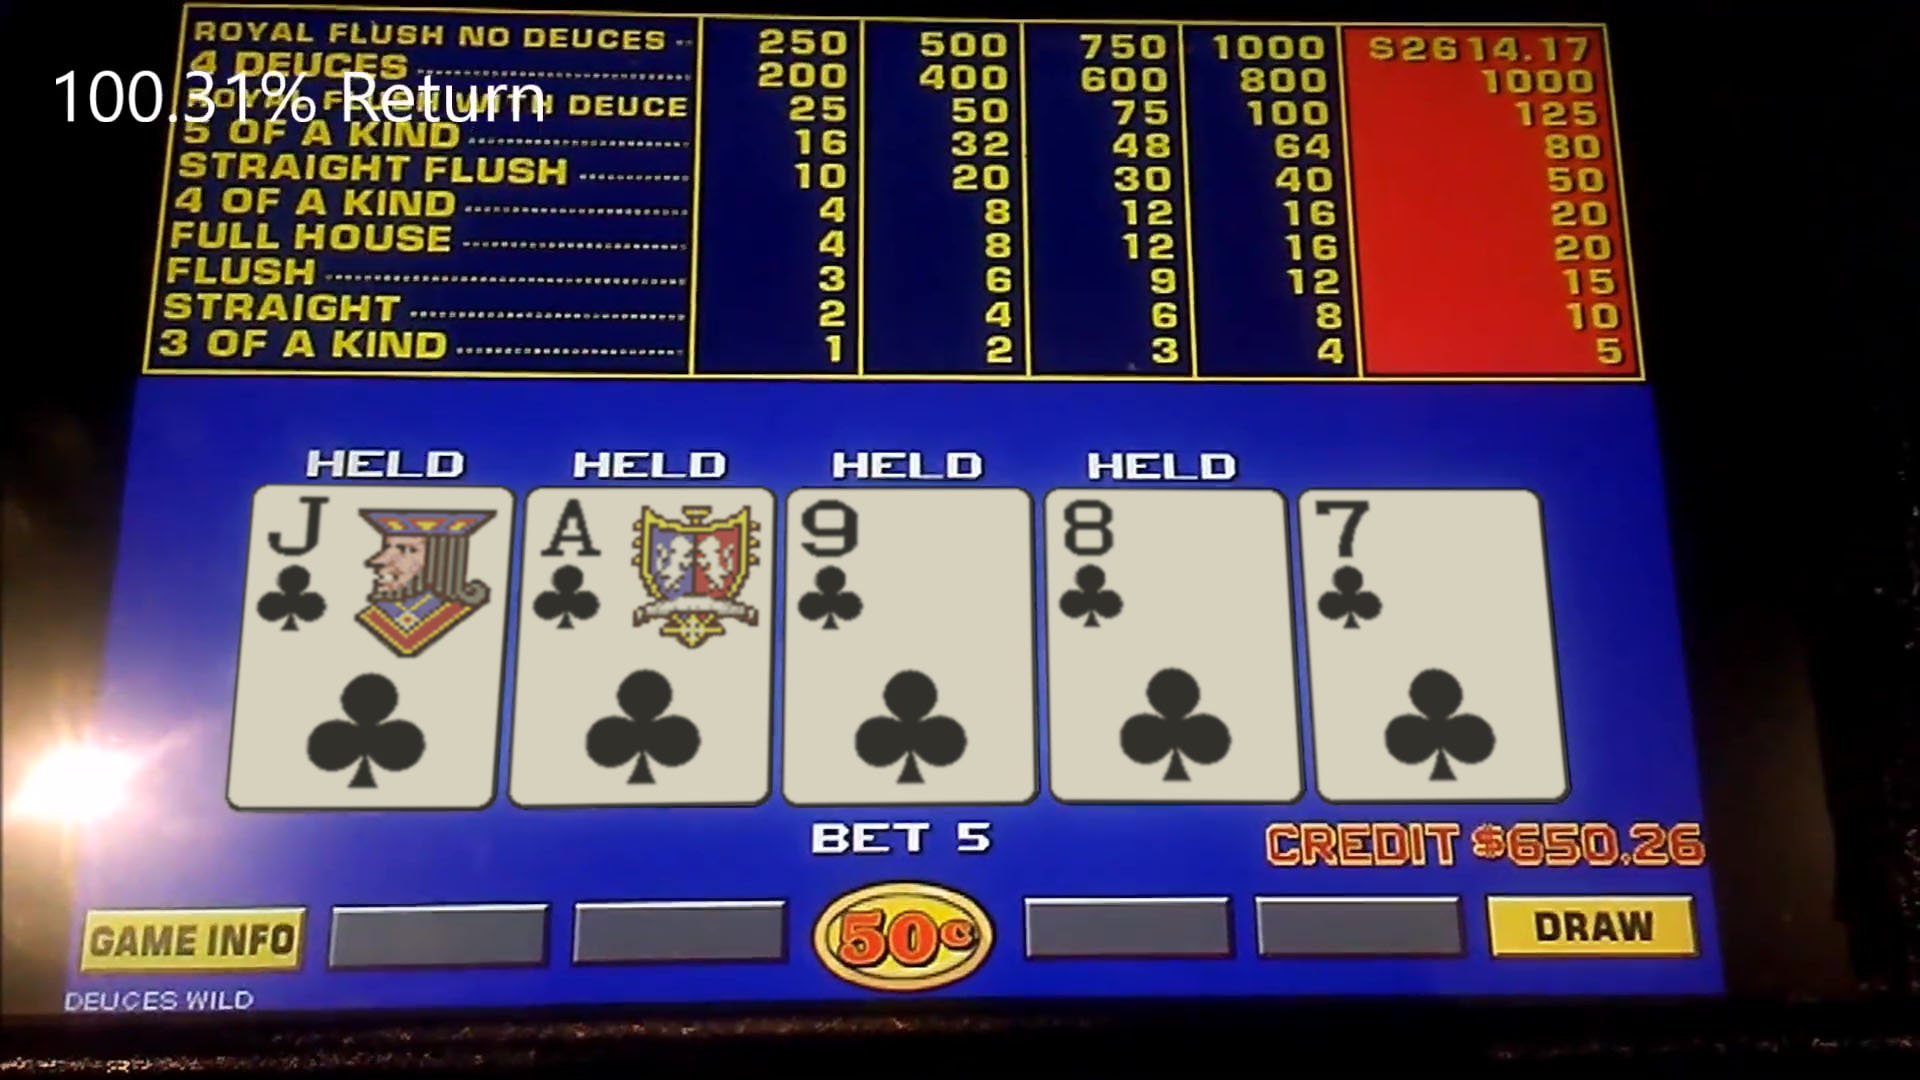 ROYAL FLUSH NO DEUCES 250 500 750 1000 $2614.17
4 DEUCES 200 400 600 800 1000
100.31% Return
ROYAL FLUSH WITH DEUCE 25 50 75 100 125
5 OF A KIND 16 32 48 64 80
STRAIGHT FLUSH 10 20 30 40 50
4 OF A KIND 4 8 12 16 20
FULL HOUSE 4 8 12 16 20
FLUSH 3 6 9 12 15
STRAIGHT 2 4 6 8 10
3 OF A KIND 1 2 3 4 5
HELD HELD HELD HELD
J A 9 8 7
BET 5 CREDIT $650.26
GAME INFO 50¢ DRAW
DEUCES WILD